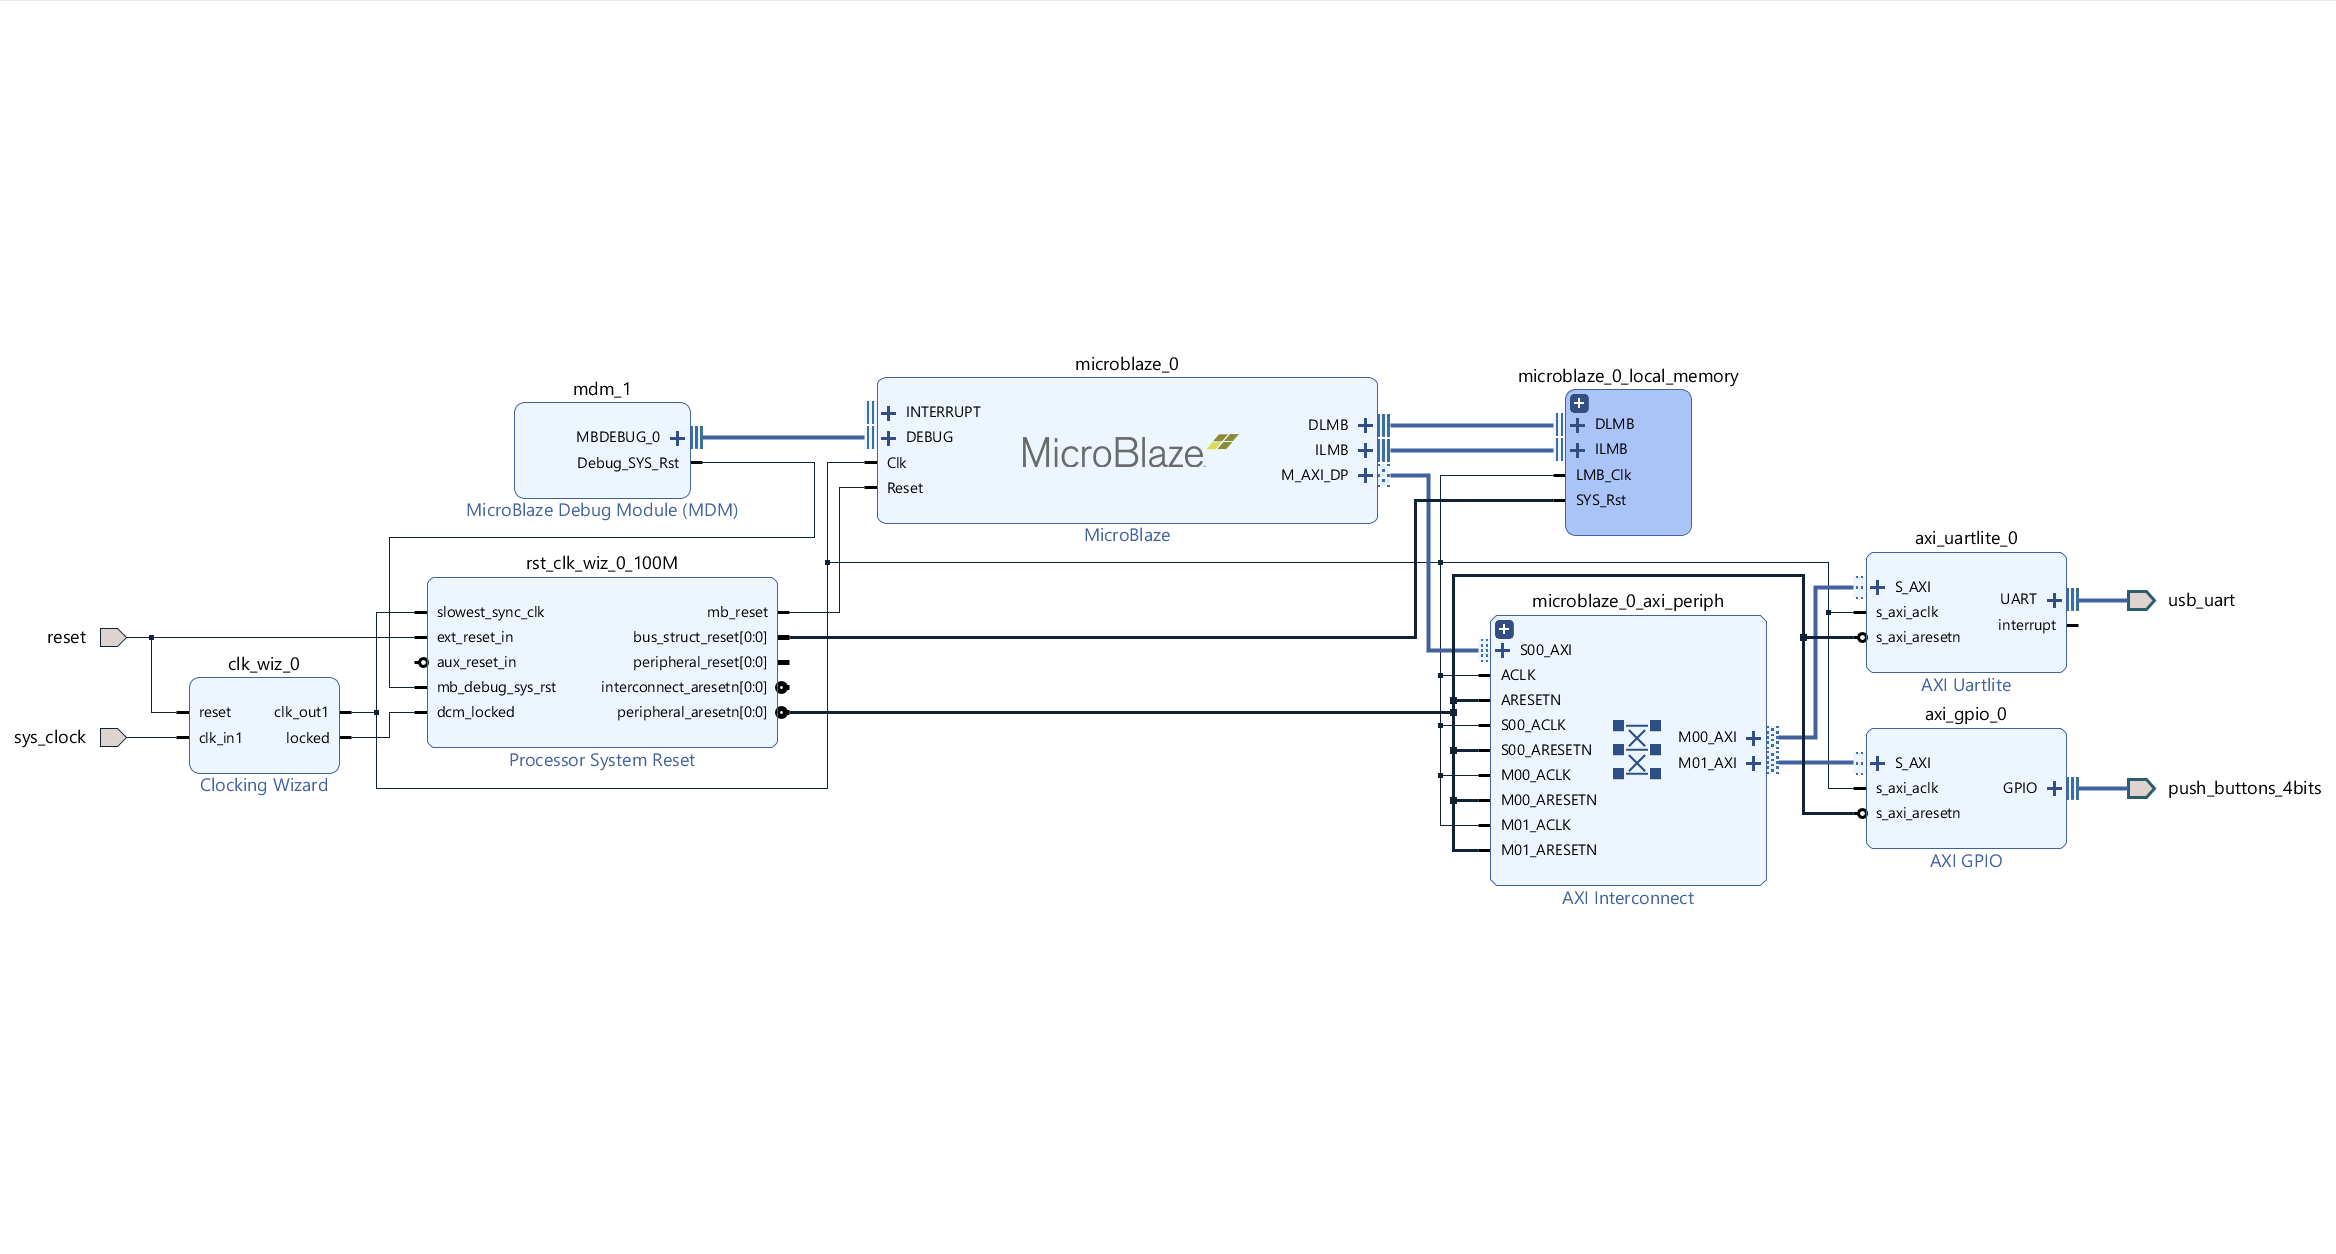 reset
sys_clock
clk_wiz_0
reset
clk_in1
clk_out1
locked
Clocking Wizard
mdm_1
MBDEBUG_0
Debug_SYS_Rst
MicroBlaze Debug Module (MDM)
rst_clk_wiz_0_100M
slowest_sync_clk
ext_reset_in
aux_reset_in
mb_debug_sys_rst
dcm_locked
mb_reset
bus_struct_reset[0:0]
peripheral_reset[0:0]
interconnect_aresetn[0:0]
peripheral_aresetn[0:0]
Processor System Reset
microblaze_0
INTERRUPT
DEBUG
Clk
Reset
MicroBlaze
DLMB
ILMB
M_AXI_DP
MicroBlaze
microblaze_0_local_memory
DLMB
ILMB
LMB_Clk
SYS_Rst
microblaze_0_axi_periph
S00_AXI
ACLK
ARESETN
S00_ACLK
S00_ARESETN
M00_ACLK
M00_ARESETN
M01_ACLK
M01_ARESETN
M00_AXI
M01_AXI
AXI Interconnect
axi_uartlite_0
S_AXI
s_axi_aclk
s_axi_aresetn
UART
interrupt
AXI Uartlite
usb_uart
axi_gpio_0
S_AXI
s_axi_aclk
s_axi_aresetn
GPIO
AXI GPIO
push_buttons_4bits